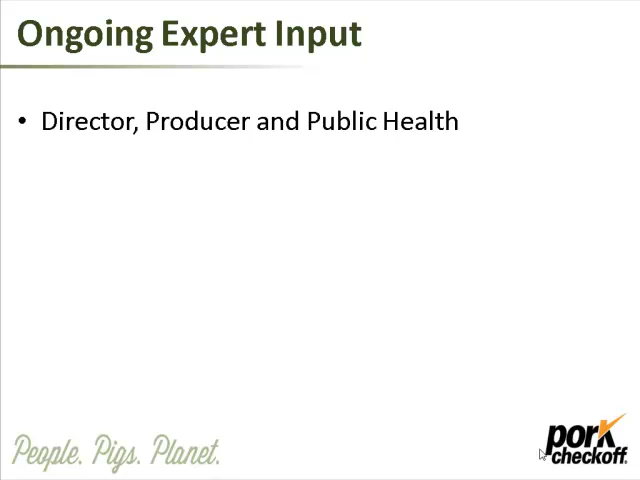 Ongoing Expert Input
• Director, Producer and Public Health
People. Pigs. Planet.
pork
checkoff.